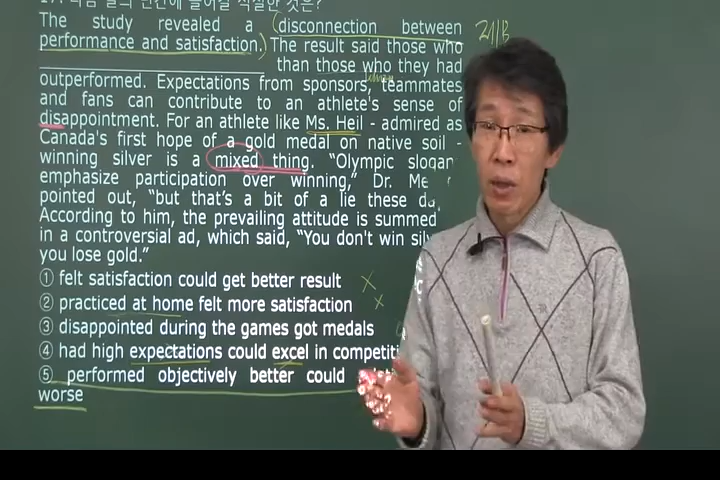 The study revealed a (disconnection between
performance and satisfaction.) The result said those who
than those who they had
outperformed. Expectations from sponsors, teammates
and fans can contribute to an athlete's sense of
disappointment. For an athlete like Ms. Heil - admired as
Canada's first hope of a gold medal on native soil -
winning silver is a mixed thing. "Olympic slogan
emphasize participation over winning," Dr. Me
pointed out, "but that's a bit of a lie these da
According to him, the prevailing attitude is summed
in a controversial ad, which said, "You don't win silv
you lose gold."
① felt satisfaction could get better result ×
② practiced at home felt more satisfaction ×
③ disappointed during the games got medals
④ had high expectations could excel in competiti
⑤ performed objectively better could
worse